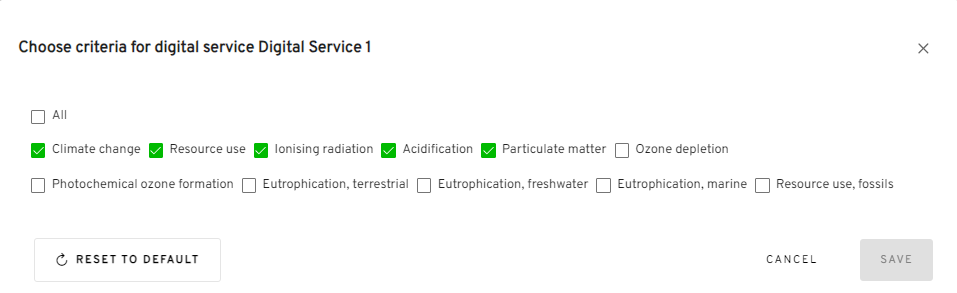 Choose criteria for digital service Digital Service 1
All
Climate change Resource use Ionising radiation Acidification Particulate matter Ozone depletion
Photochemical ozone formation Eutrophication, terrestrial Eutrophication, freshwater Eutrophication, marine Resource use, fossils
RESET TO DEFAULT CANCEL SAVE